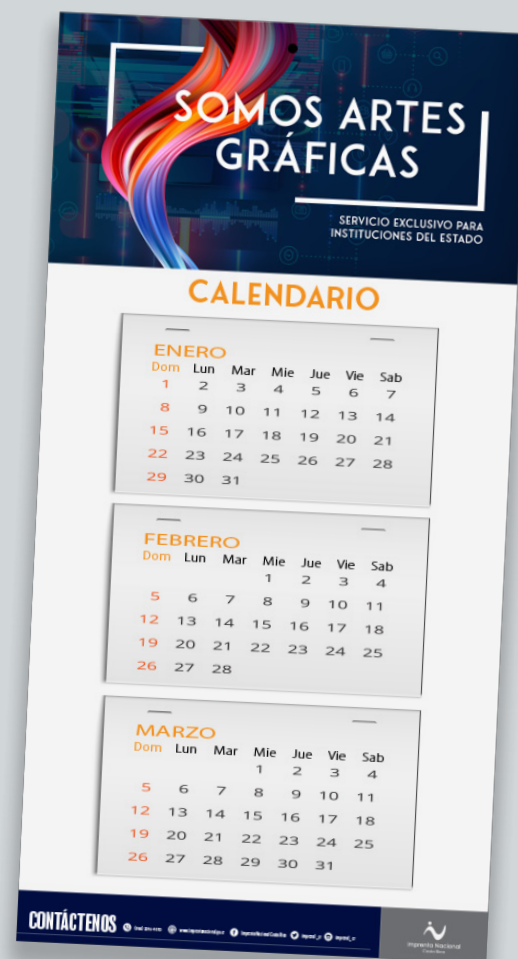 SOMOS ARTES
GRÁFICAS
SERVICIO EXCLUSIVO PARA
INSTITUCIONES DEL ESTADO
CALENDARIO
ENERO
Dom Lun Mar Mie Jue Vie Sab
1 2 3 4 5 6 7
8 9 10 11 12 13 14
15 16 17 18 19 20 21
22 23 24 25 26 27 28
29 30 31
FEBRERO
Dom Lun Mar Mie Jue Vie Sab
1 2 3 4
5 6 7 8 9 10 11
12 13 14 15 16 17 18
19 20 21 22 23 24 25
26 27 28
MARZO
Dom Lun Mar Mie Jue Vie Sab
1 2 3 4
5 6 7 8 9 10 11
12 13 14 15 16 17 18
19 20 21 22 23 24 25
26 27 28 29 30 31
CONTÁCTENOS
Imprenta Nacional
Costa Rica